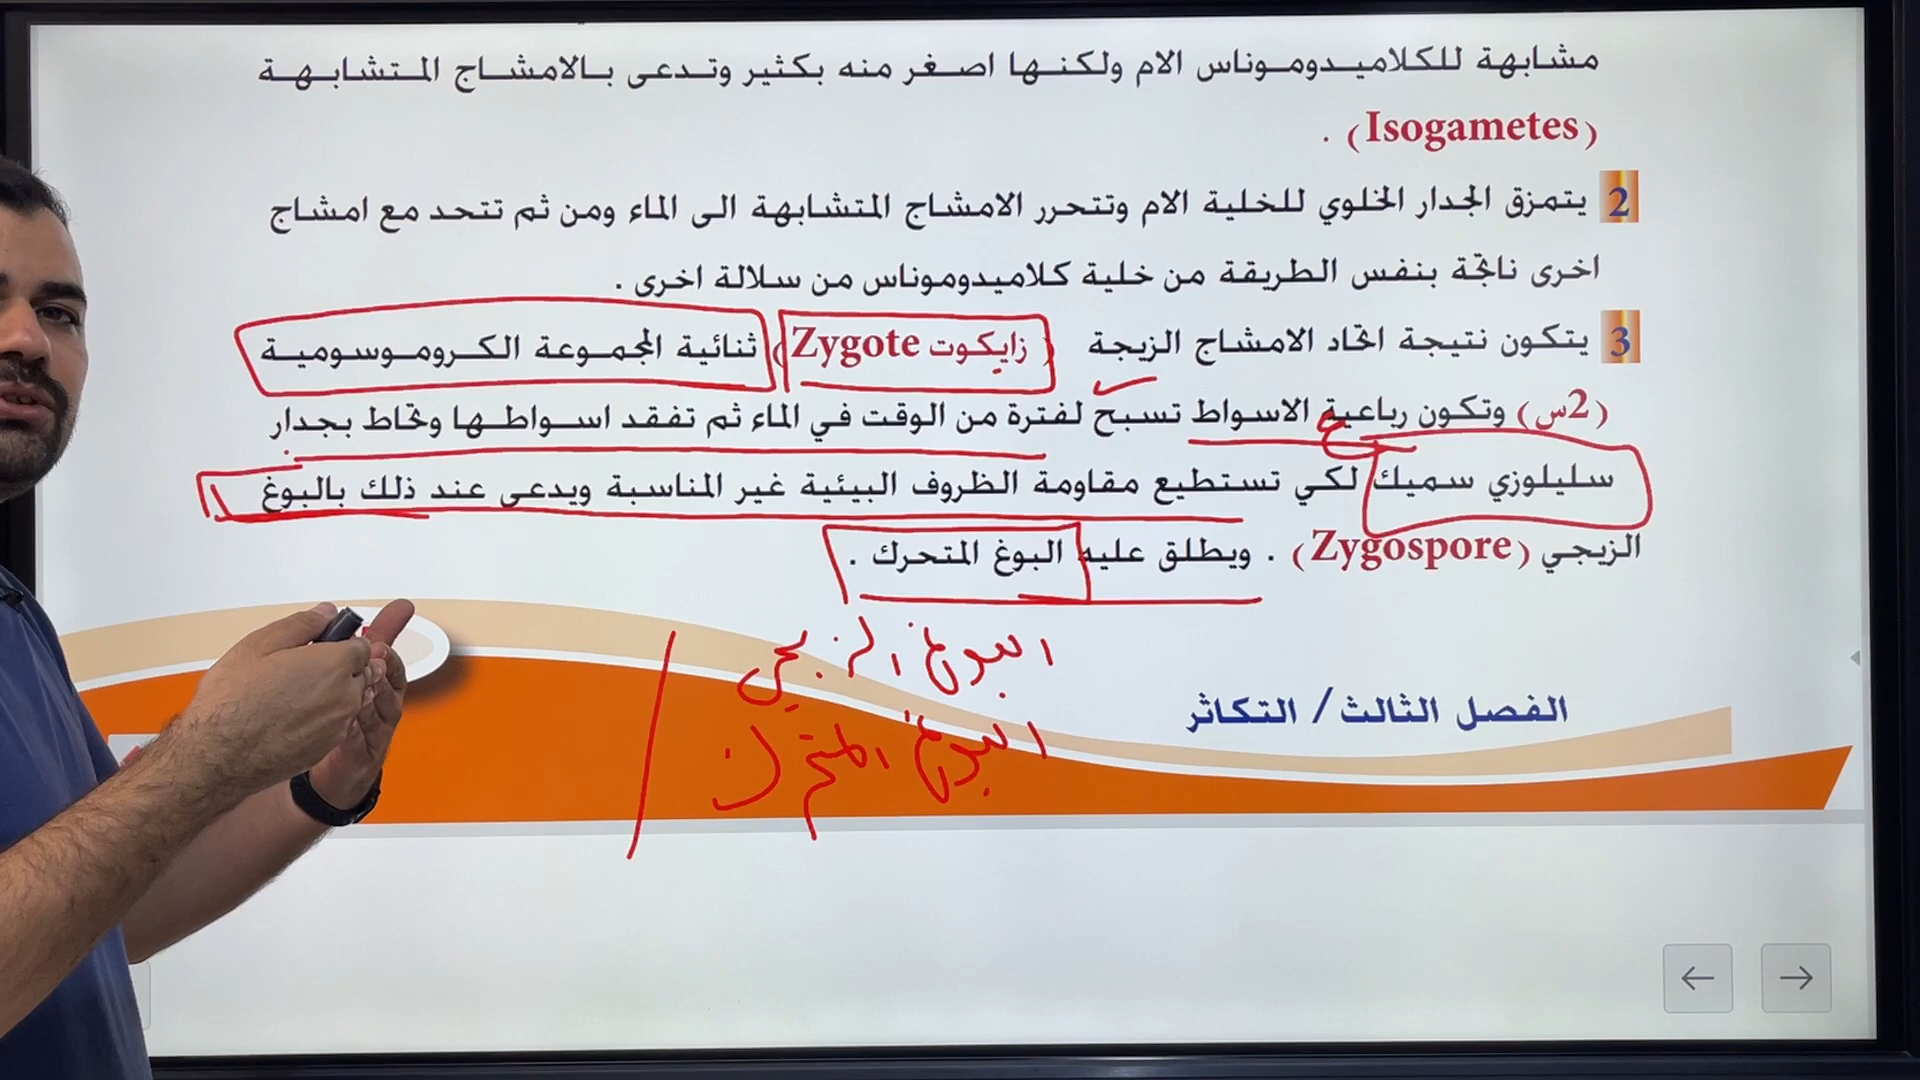 مشابهة للكلاميدوموناس الام ولكنها اصغر منه بكثير وتدعى بالامشاج المتشابهة
(Isogametes) .
2 يتمزق الجدار الخلوي للخلية الام وتتحرر الامشاج المتشابهة الى الماء ومن ثم تتحد مع امشاج
اخرى ناتجة بنفس الطريقة من خلية كلاميدوموناس من سلالة اخرى .
3 يتكون نتيجة اتحاد الامشاج الزيجة (زايكوت Zygote) ثنائية المجموعة الكروموسومية
(2س) وتكون رباعية الاسواط تسبح لفترة من الوقت في الماء ثم تفقد اسواطها وتحاط بجدار
سليلوزي سميك لكي تستطيع مقاومة الظروف البيئية غير المناسبة ويدعى عند ذلك بالبوغ
الزيجي (Zygospore) . ويطلق عليه البوغ المتحرك .
البوغ الزيجي
البوغ المتحرك
الفصل الثالث / التكاثر